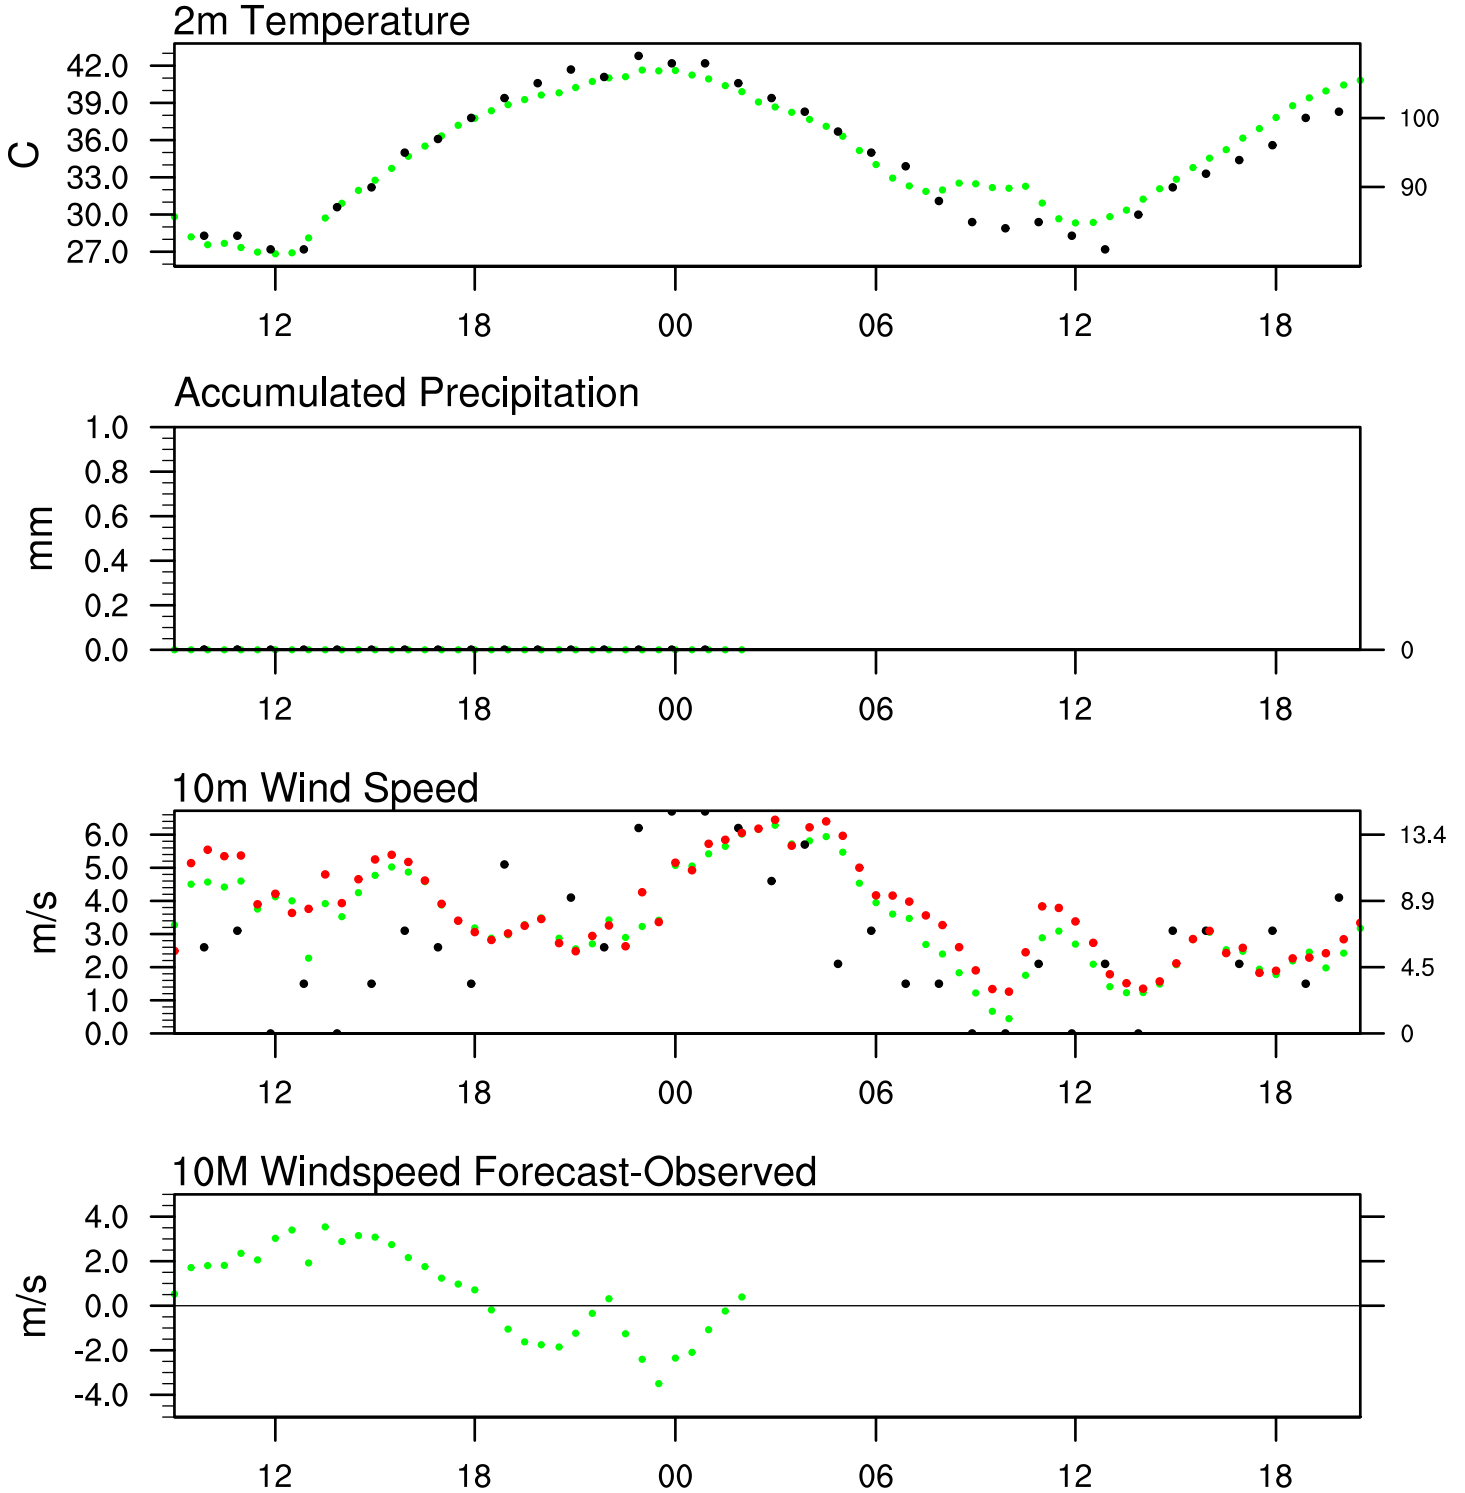 2m Temperature
42.0
39.0
36.0
33.0
30.0
27.0
C
100
90
12 18 00 06 12 18
Accumulated Precipitation
1.0
0.8
0.6
0.4
0.2
0.0
mm
0
12 18 00 06 12 18
10m Wind Speed
6.0
5.0
4.0
3.0
2.0
1.0
0.0
m/s
13.4
8.9
4.5
0
12 18 00 06 12 18
10M Windspeed Forecast-Observed
4.0
2.0
0.0
-2.0
-4.0
m/s
12 18 00 06 12 18